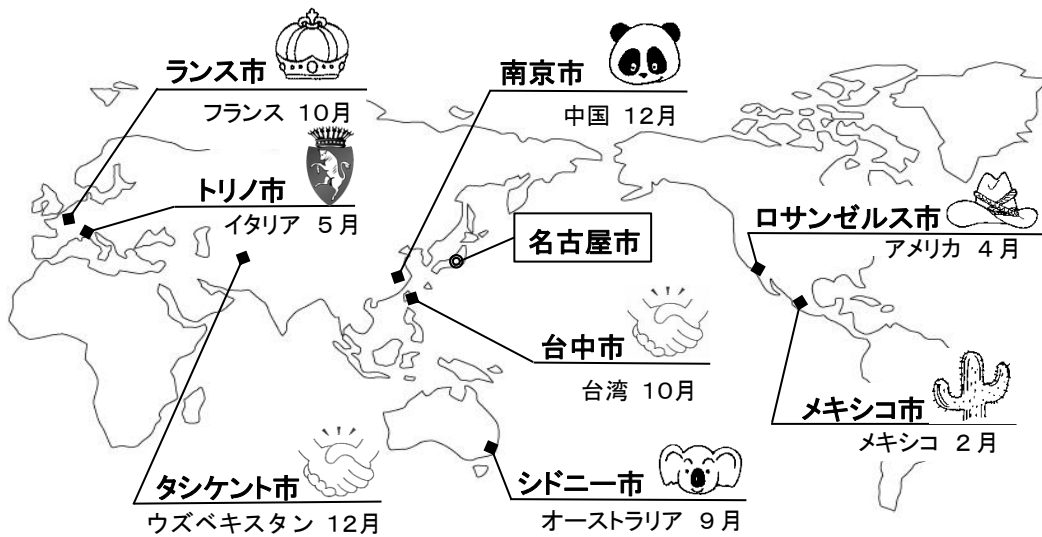 ランス市
フランス 10月
南京市
中国 12月
トリノ市
イタリア 5月
名古屋市
ロサンゼルス市
アメリカ 4月
台中市
台湾 10月
メキシコ市
メキシコ 2月
タシケント市
ウズベキスタン 12月
シドニー市
オーストラリア 9月